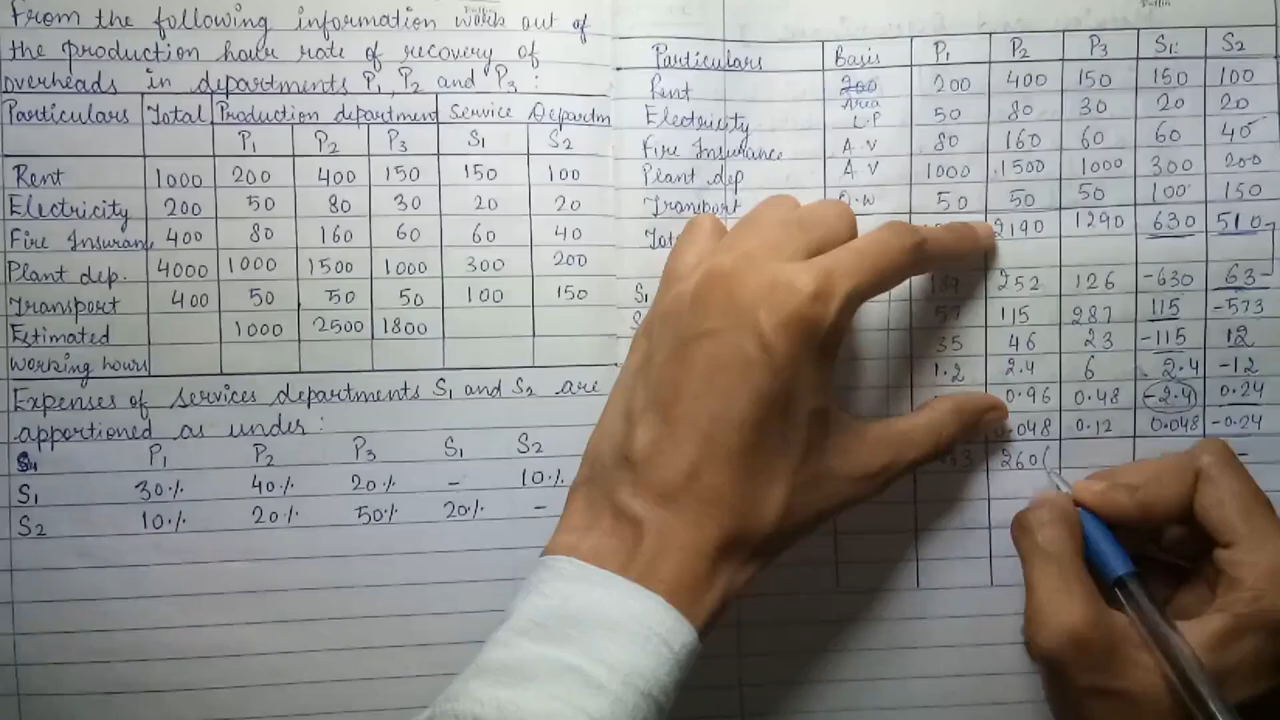 From the following information work out of
the production hour rate of recovery of
overheads in departments P1, P2 and P3 :
Particulars Total Production department Service Departm
P1 P2 P3 S1 S2
Rent 1000 200 400 150 150 100
Electricity 200 50 80 30 20 20
Fire Insuran 400 80 160 60 60 40
Plant dep. 4000 1000 1500 1000 300 200
Transport 400 50 50 50 100 150
Estimated 1000 2500 1800
working hours
Expenses of services departments S1 and S2 are
apportioned as under :
P1 P2 P3 S1 S2
S1 30% 40% 20% - 10%
S2 10% 20% 50% 20% -
Particulars Basis P1 P2 P3 S1 S2
Rent Area 200 400 150 150 100
Electricity L.P 50 80 30 20 20
Fire Insurance A.V 80 160 60 60 40
Plant dep A.V 1000 1500 1000 300 200
Transport 50 50 50 100 150
2190 1290 630 510
S1 252 126 -630 63
57 115 287 115 -573
35 46 23 -115 12
1.2 2.4 6 2.4 -12
0.96 0.48 -2.4 0.24
0.048 0.12 0.048 -0.24
260 -